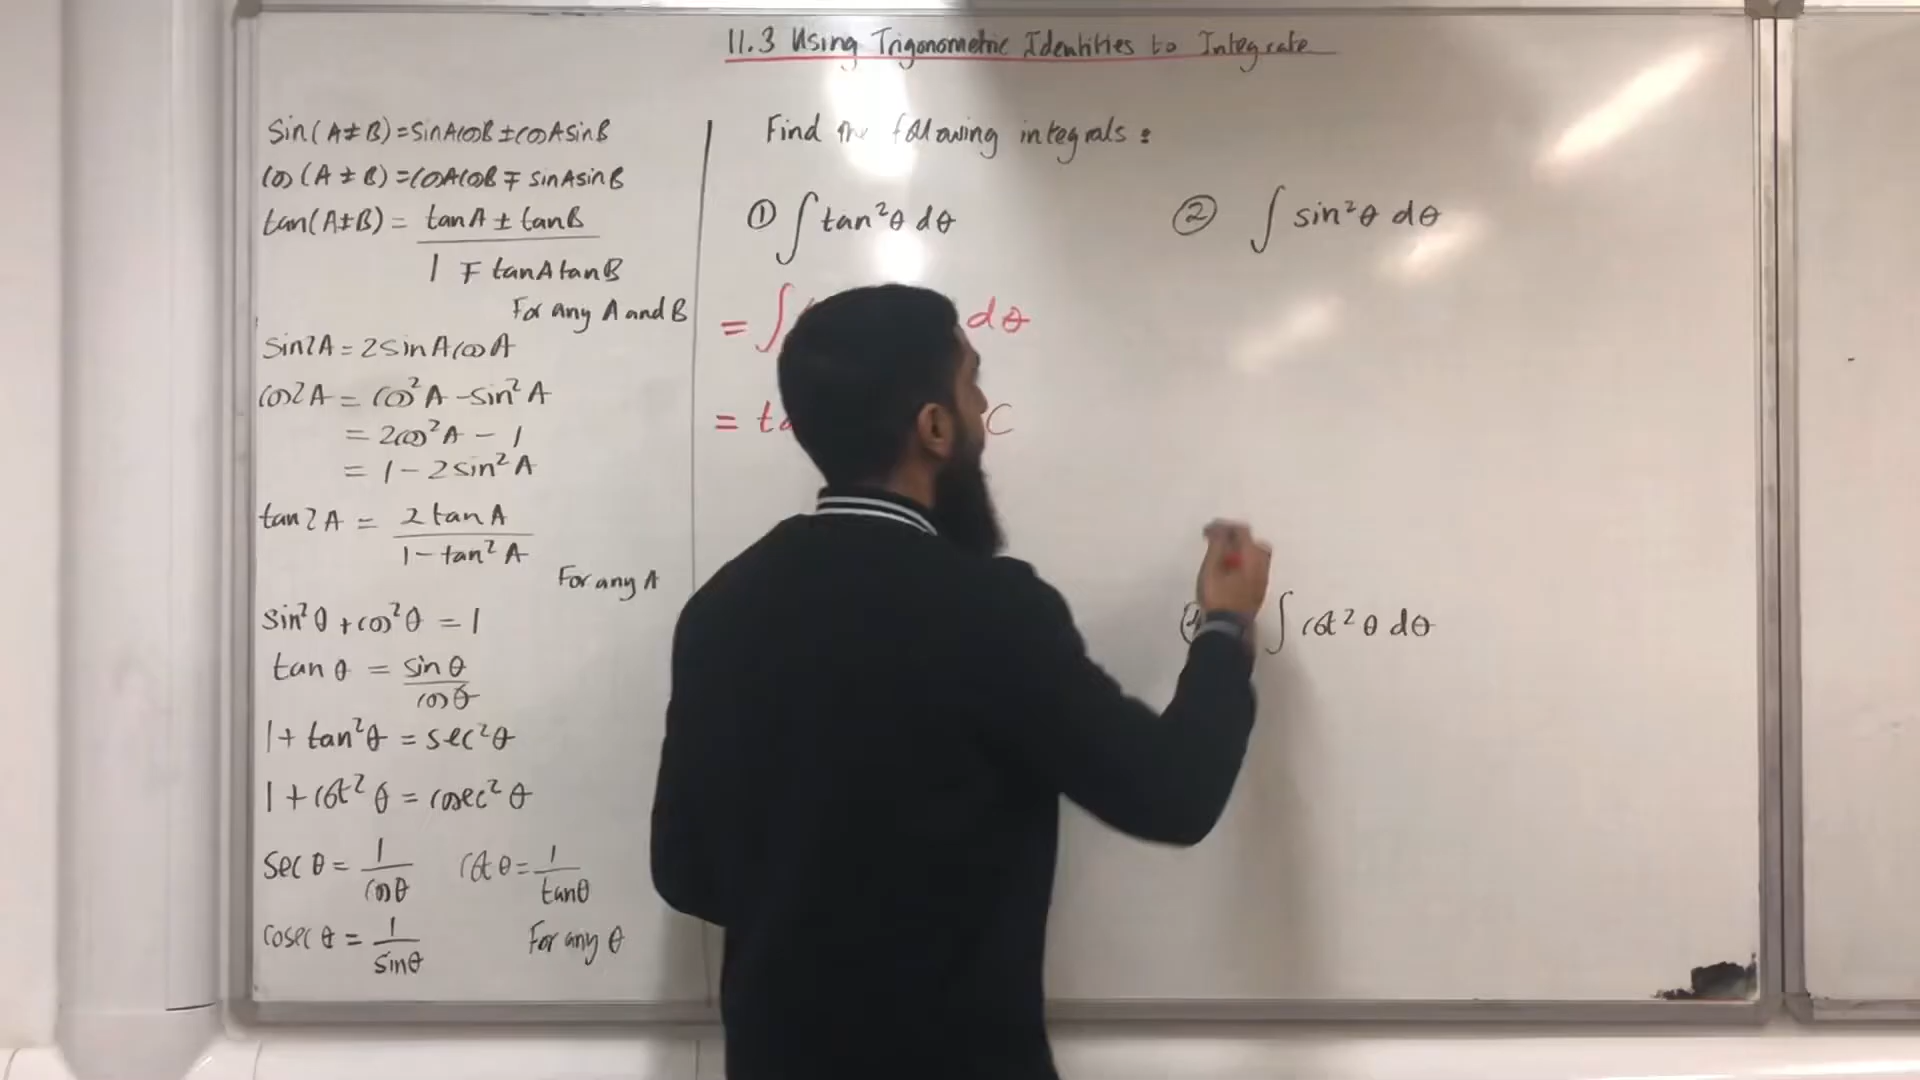 11.3 Using Trigonometric Identities to Integrate
Sin(A±B)=SinAcosB±cosAsinB
cos(A±B)=cosAcosB∓sinAsinB
tan(A±B)= tanA ± tanB
1 ∓ tanAtanB
For any A and B
Sin2A=2sinAcosA
cos2A=cos²A-sin²A
=2cos²A-1
=1-2sin²A
tan2A= 2tanA
1-tan²A
For any A
sin²θ+cos²θ=1
tanθ= sinθ
cosθ
1+tan²θ=sec²θ
1+cot²θ=cosec²θ
Secθ= 1 cotθ= 1
cosθ tanθ
Cosecθ= 1 For any θ
sinθ
Find the following integrals:
① ∫tan²θ dθ
=∫ dθ
= C
② ∫sin²θ dθ
∫cot²θ dθ